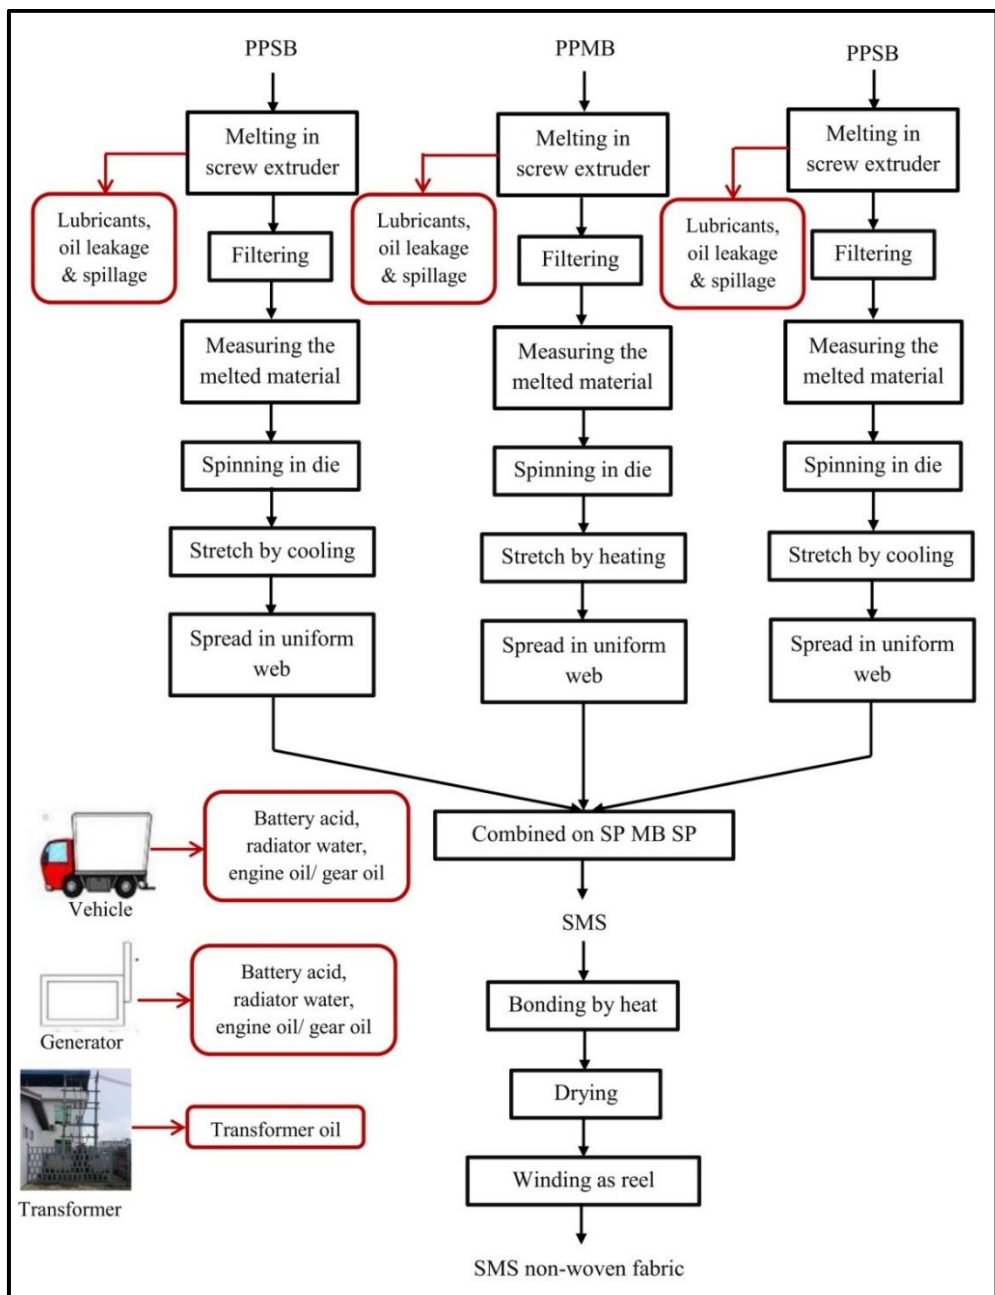 PPSB
PPMB
PPSB
Melting in
screw extruder
Melting in
screw extruder
Melting in
screw extruder
Lubricants,
oil leakage
& spillage
Lubricants,
oil leakage
& spillage
Lubricants,
oil leakage
& spillage
Filtering
Filtering
Filtering
Measuring the
melted material
Measuring the
melted material
Measuring the
melted material
Spinning in die
Spinning in die
Spinning in die
Stretch by cooling
Stretch by heating
Stretch by cooling
Spread in uniform
web
Spread in uniform
web
Spread in uniform
web
Combined on SP MB SP
SMS
Bonding by heat
Drying
Winding as reel
SMS non-woven fabric
Vehicle
Battery acid,
radiator water,
engine oil/ gear oil
Generator
Battery acid,
radiator water,
engine oil/ gear oil
Transformer
Transformer oil